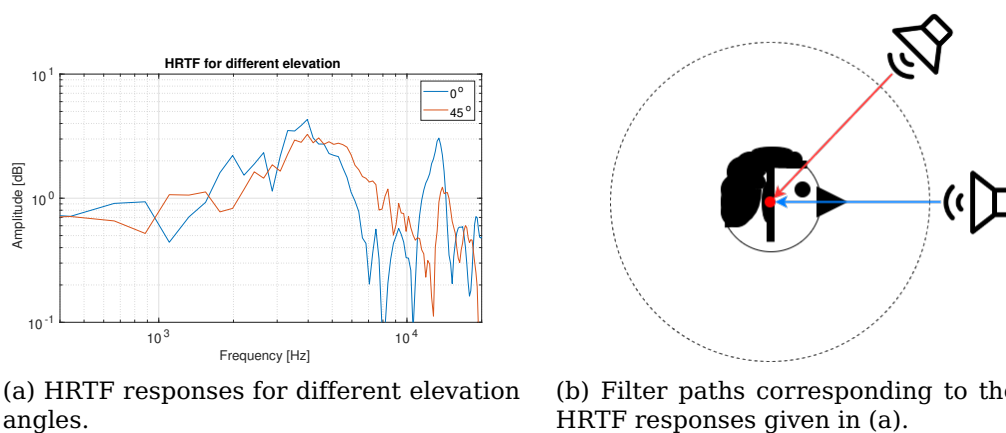 HRTF for different elevation
10^1
10^0
10^-1
Amplitude [dB]
0^o
45^o
10^3
10^4
Frequency [Hz]
(a) HRTF responses for different elevation
angles.
(b) Filter paths corresponding to the
HRTF responses given in (a).